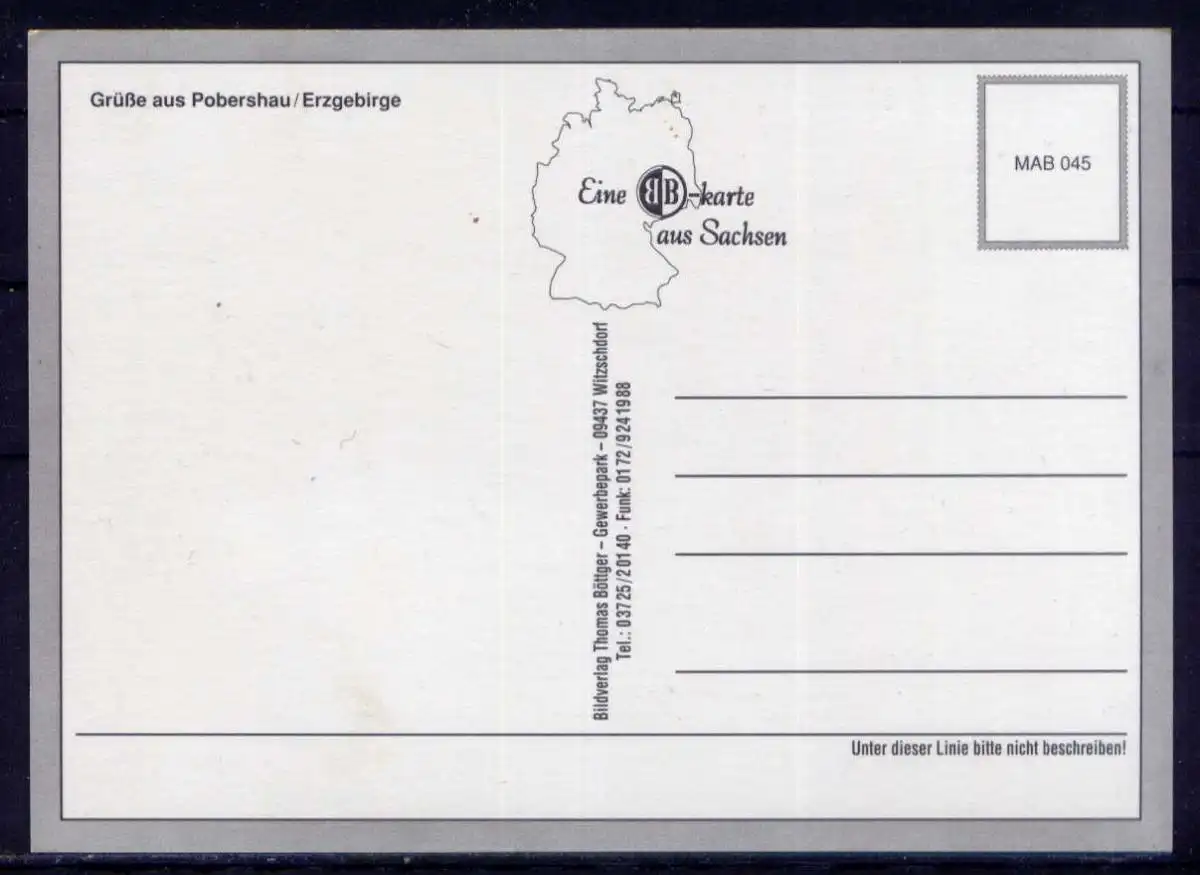 Grüße aus Pobershau/Erzgebirge
MAB 045
Eine BB-karte
aus Sachsen
Bildverlag Thomas Böttger – Gewerbepark – 09437 Witzschdorf
Tel.: 03725/20140 · Funk: 0172/9241988
Unter dieser Linie bitte nicht beschreiben!